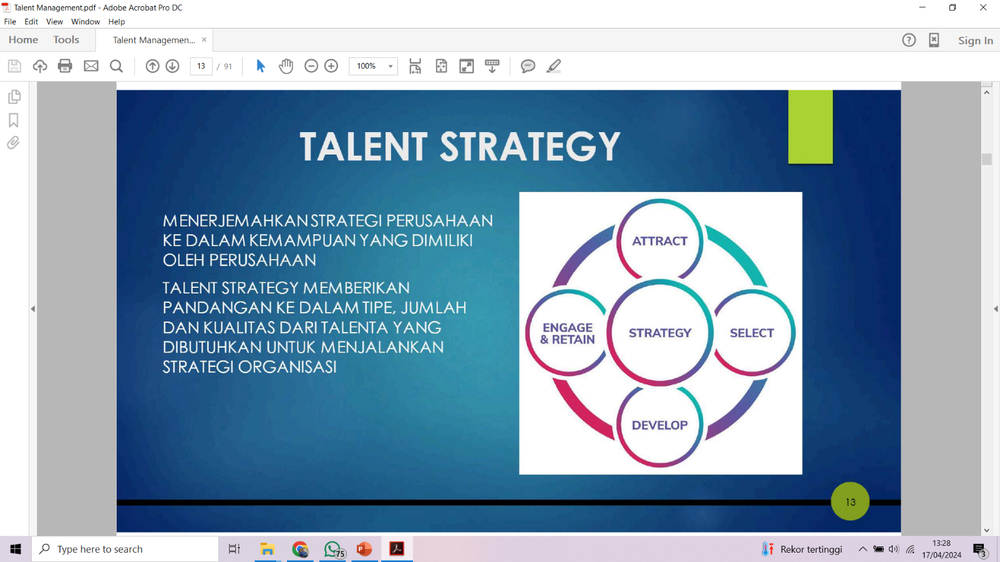 Talent Management.pdf - Adobe Acrobat Pro DC
File Edit View Window Help
Home Tools Talent Managemen... × Sign In
13 / 91 100%
TALENT STRATEGY
MENERJEMAHKAN STRATEGI PERUSAHAAN
KE DALAM KEMAMPUAN YANG DIMILIKI
OLEH PERUSAHAAN
TALENT STRATEGY MEMBERIKAN
PANDANGAN KE DALAM TIPE, JUMLAH
DAN KUALITAS DARI TALENTA YANG
DIBUTUHKAN UNTUK MENJALANKAN
STRATEGI ORGANISASI
ATTRACT
ENGAGE
& RETAIN
STRATEGY
SELECT
DEVELOP
13
Type here to search
75
Rekor tertinggi
13:28
17/04/2024
3